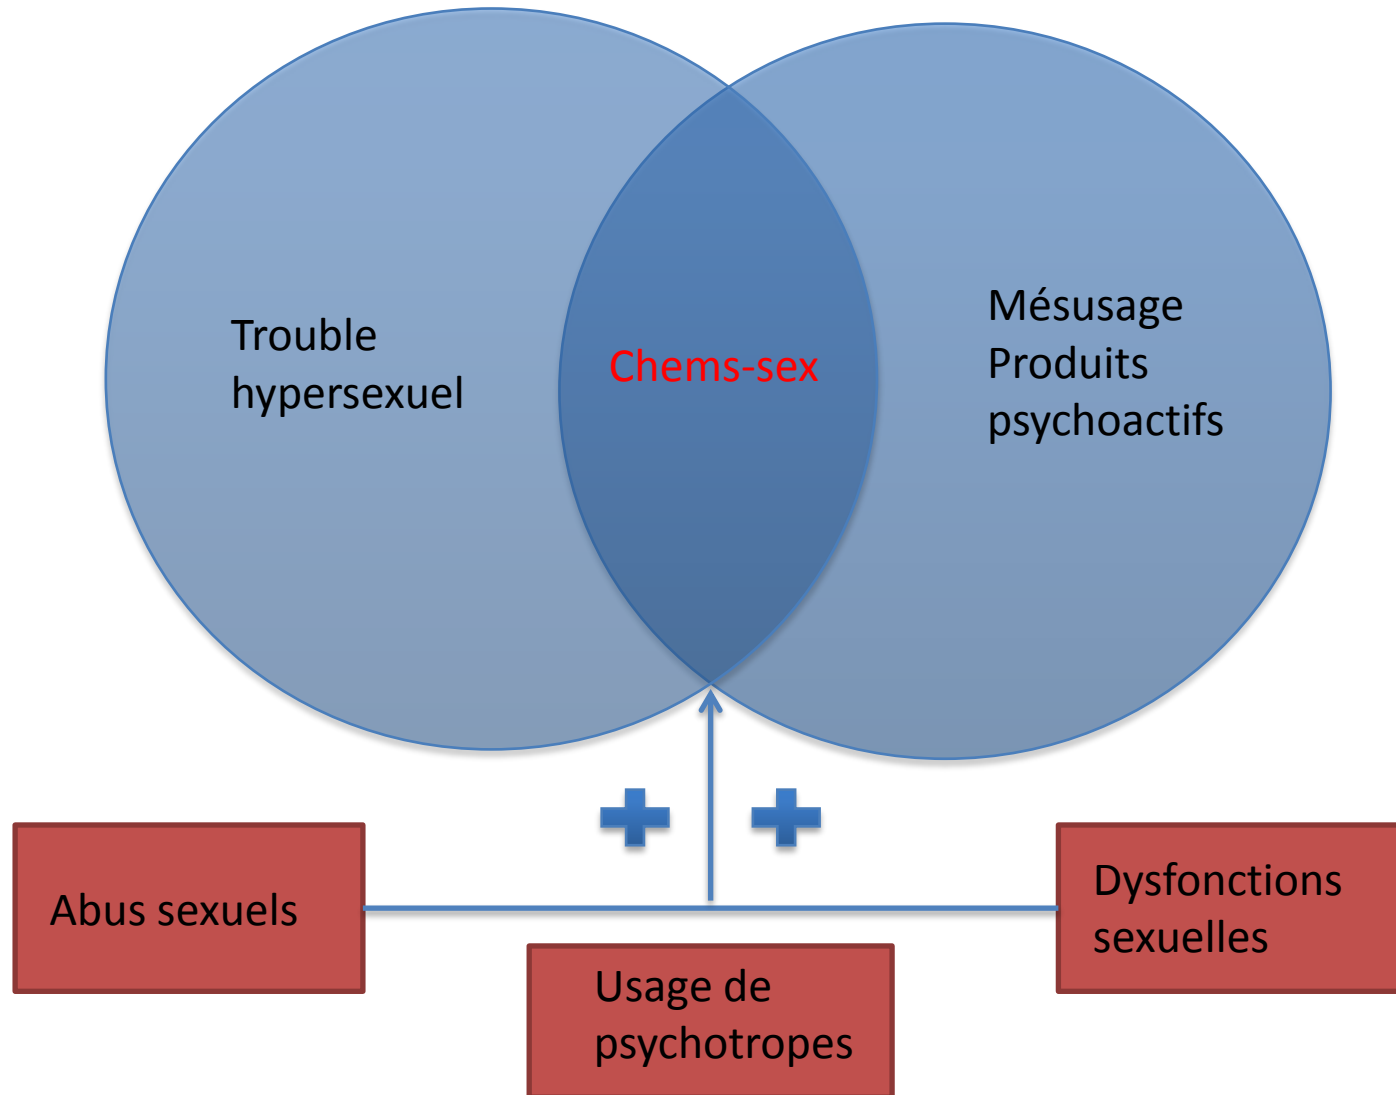 Trouble
hypersexuel
Chems-sex
Mésusage
Produits
psychoactifs
Abus sexuels
Usage de
psychotropes
Dysfonctions
sexuelles